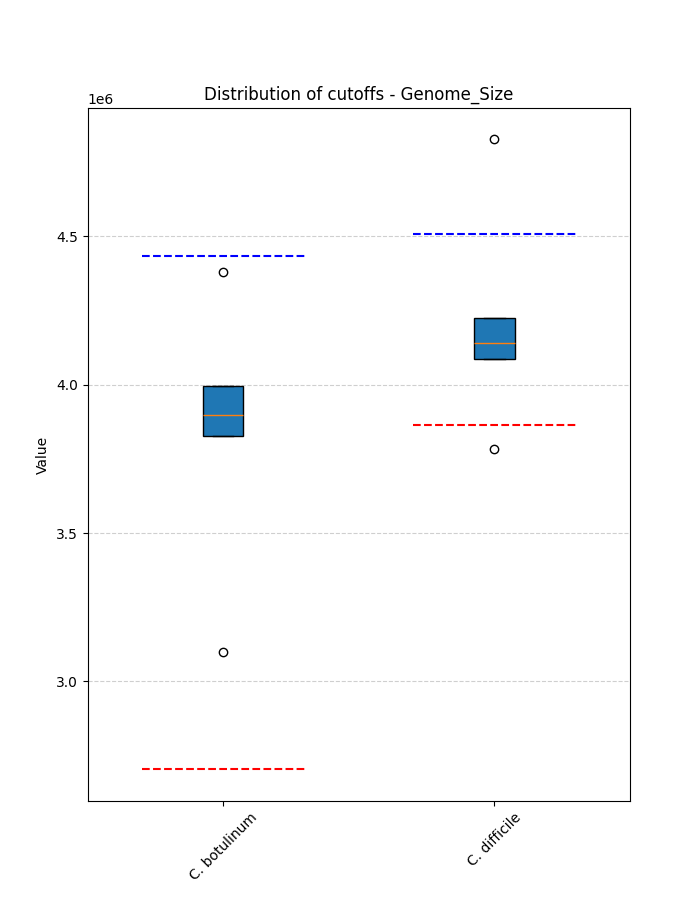 Distribution of cutoffs - Genome_Size
1e6
4.5
4.0
3.5
3.0
Value
C. botulinum
C. difficile